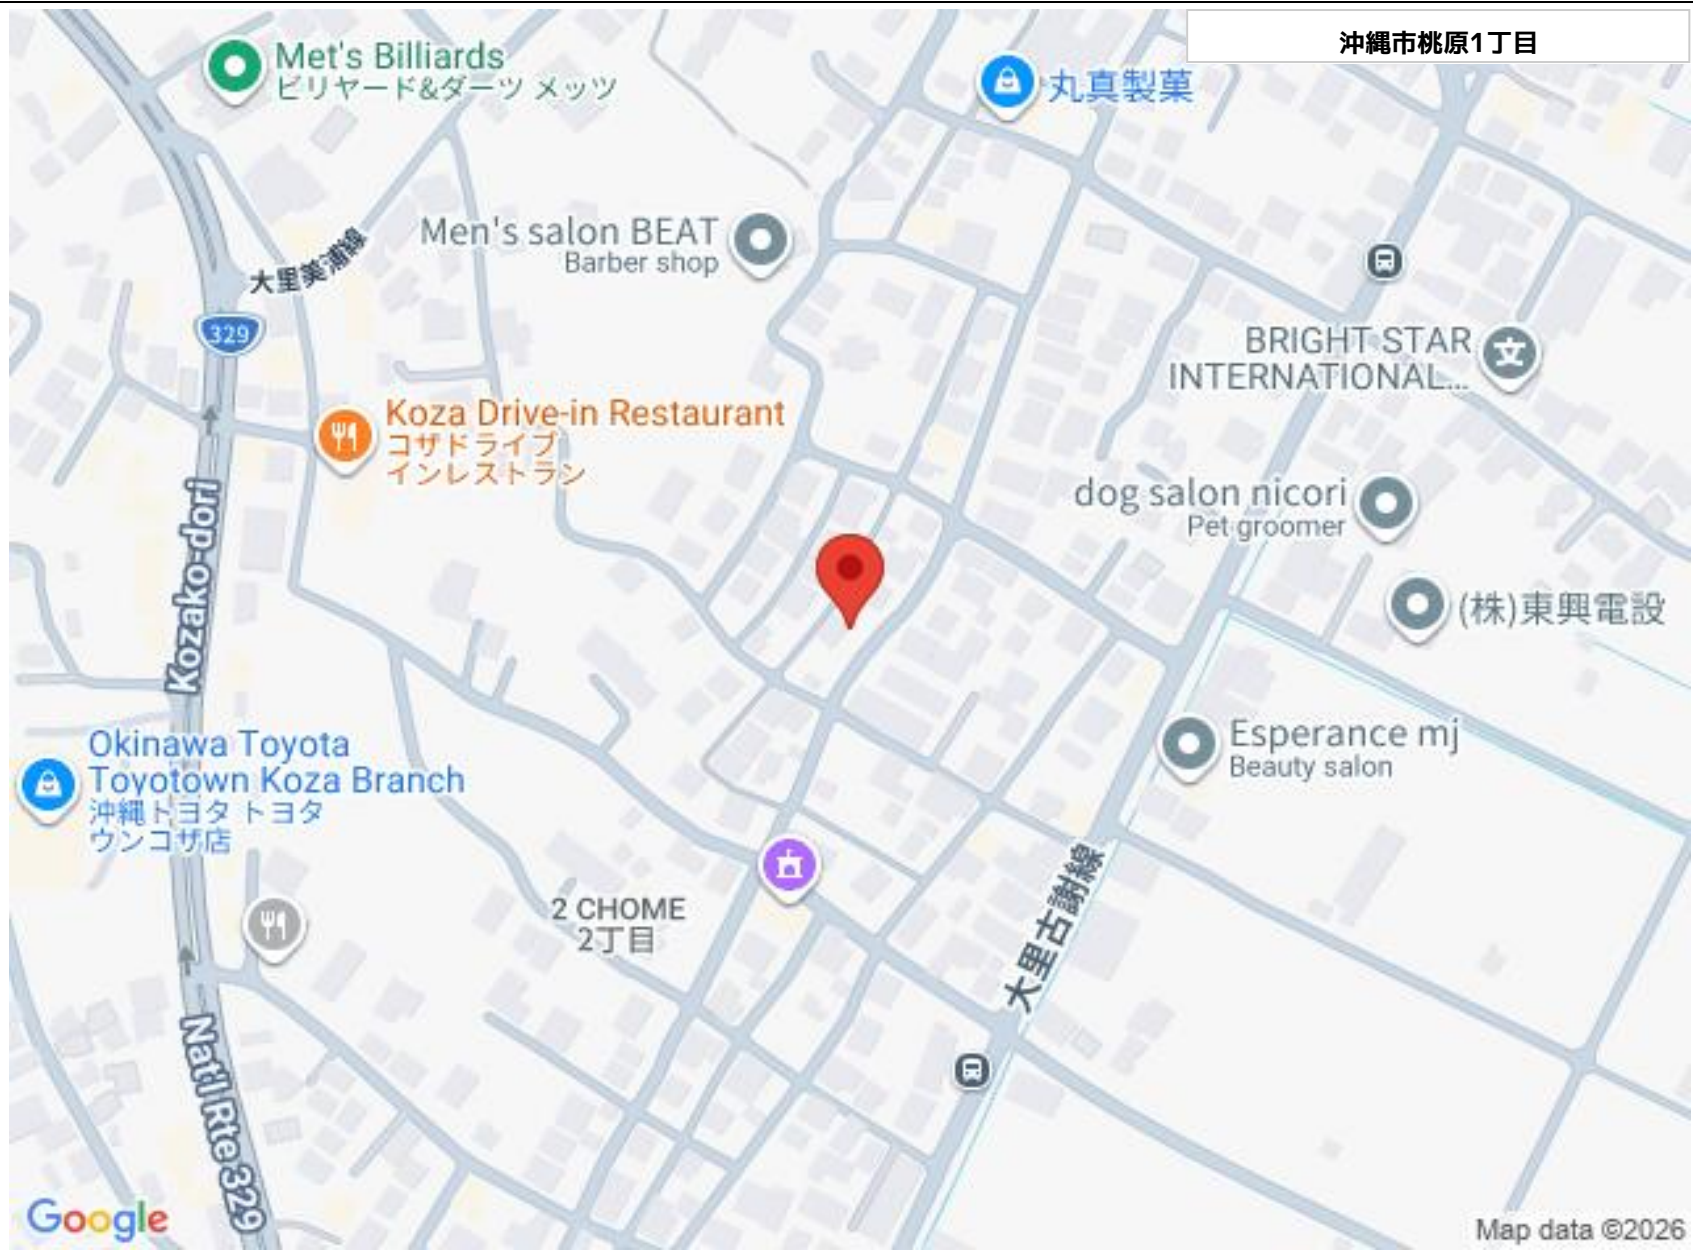 沖縄市桃原1丁目
Met's Billiards
ビリヤード&ダーツ メッツ
丸真製菓
Men's salon BEAT
Barber shop
大里美浦線
329
BRIGHT STAR
INTERNATIONAL...
Koza Drive-in Restaurant
コザドライブ
インレストラン
dog salon nicori
Pet groomer
Kozako-dori
(株)東興電設
Okinawa Toyota
Toyotown Koza Branch
沖縄トヨタ トヨタ
ウンコザ店
Esperance mj
Beauty salon
2 CHOME
2丁目
大里古謝線
Nat'l Rte 329
Google
Map data ©2026